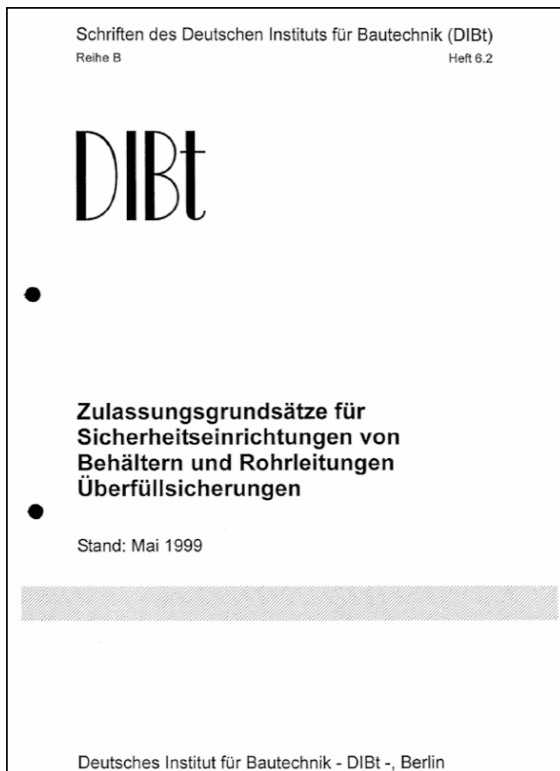 Schriften des Deutschen Instituts für Bautechnik (DIBt)
Reihe B Heft 6.2
DIBt
Zulassungsgrundsätze für
Sicherheitseinrichtungen von
Behältern und Rohrleitungen
Überfüllsicherungen
Stand: Mai 1999
Deutsches Institut für Bautechnik - DIBt -, Berlin